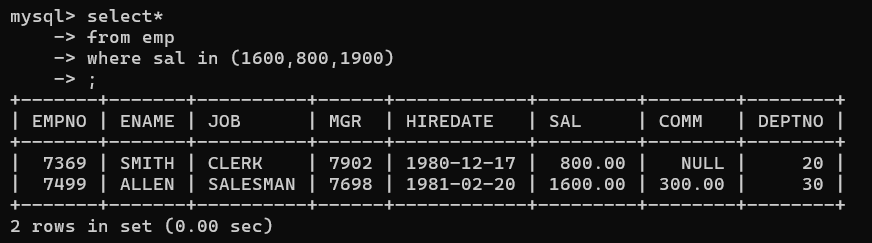 mysql> select*
    -> from emp
    -> where sal in (1600,800,1900)
    -> ;
+-------+-------+----------+------+------------+---------+--------+--------+
| EMPNO | ENAME | JOB      | MGR  | HIREDATE   | SAL     | COMM   | DEPTNO |
+-------+-------+----------+------+------------+---------+--------+--------+
|  7369 | SMITH | CLERK    | 7902 | 1980-12-17 |  800.00 |   NULL |     20 |
|  7499 | ALLEN | SALESMAN | 7698 | 1981-02-20 | 1600.00 | 300.00 |     30 |
+-------+-------+----------+------+------------+---------+--------+--------+
2 rows in set (0.00 sec)